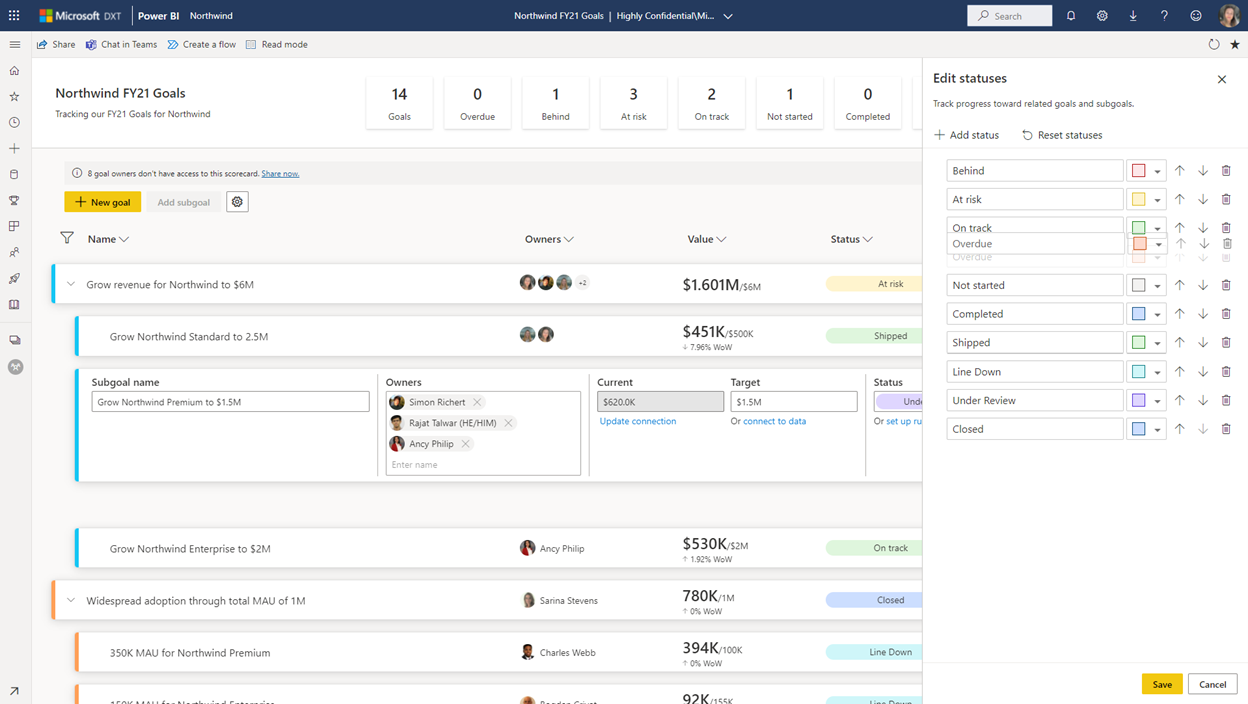 Microsoft DXT Power BI Northwind
Northwind FY21 Goals | Highly Confidential\Mi...
Search
Share Chat in Teams Create a flow Read mode
Northwind FY21 Goals
Tracking our FY21 Goals for Northwind
14
Goals
0
Overdue
1
Behind
3
At risk
2
On track
1
Not started
0
Completed
8 goal owners don't have access to this scorecard. Share now.
New goal Add subgoal
Name Owners Value Status
Grow revenue for Northwind to $6M +2 $1.601M/$6M At risk
Grow Northwind Standard to 2.5M $451K/$500K Shipped
↓ 7.96% WoW
Subgoal name Owners Current Target Status
Grow Northwind Premium to $1.5M Simon Richert $620.0K $1.5M Unde
Rajat Talwar (HE/HIM) Update connection Or connect to data Or set up ru
Ancy Philip
Enter name
Grow Northwind Enterprise to $2M Ancy Philip $530K/$2M On track
↑ 1.92% WoW
Widespread adoption through total MAU of 1M Sarina Stevens 780K/1M Closed
↑ 0% WoW
350K MAU for Northwind Premium Charles Webb 394K/100K Line Down
↑ 0% WoW
150K MAU for Northwind Enterprise 92K/155K Line Down
Edit statuses
Track progress toward related goals and subgoals.
Add status Reset statuses
Behind
At risk
On track
Overdue
Overdue
Not started
Completed
Shipped
Line Down
Under Review
Closed
Save Cancel